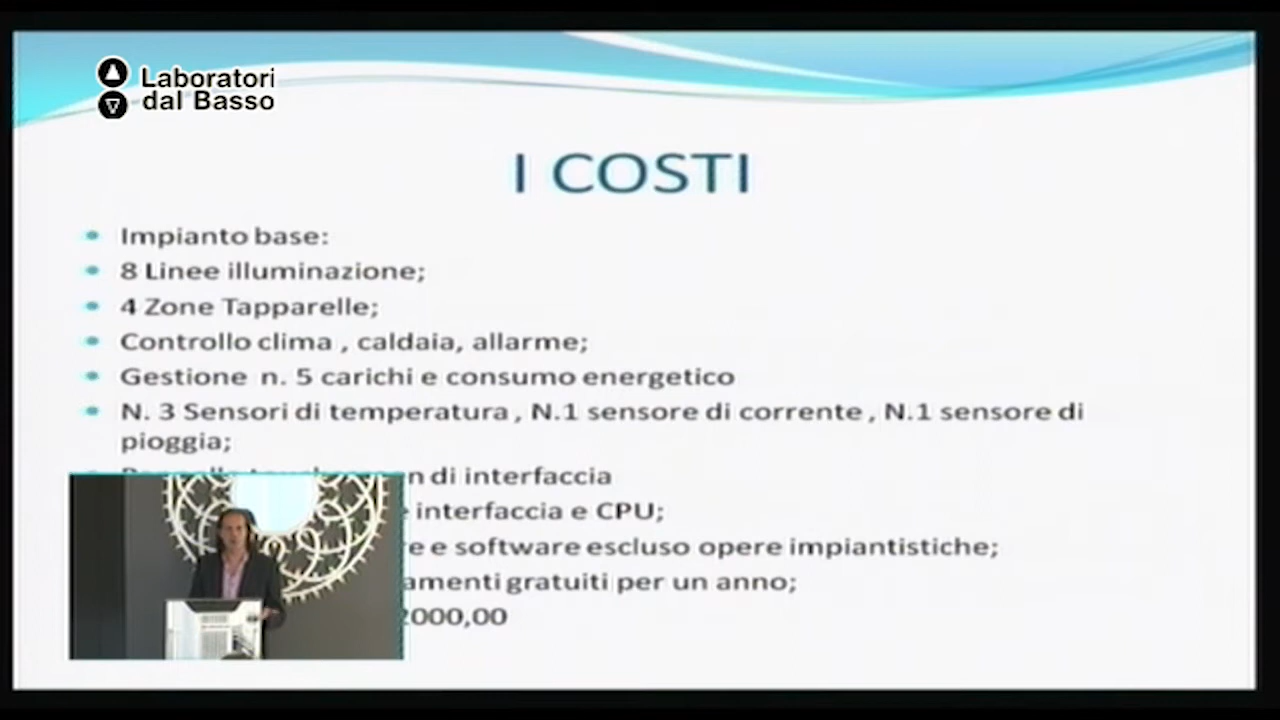 Laboratori
dal Basso
I COSTI
Impianto base:
8 Linee illuminazione;
4 Zone Tapparelle;
Controllo clima , caldaia, allarme;
Gestione n. 5 carichi e consumo energetico
N. 3 Sensori di temperatura , N.1 sensore di corrente , N.1 sensore di
pioggia;
di interfaccia
interfaccia e CPU;
e software escluso opere impiantistiche;
gratuiti per un anno;
2000,00